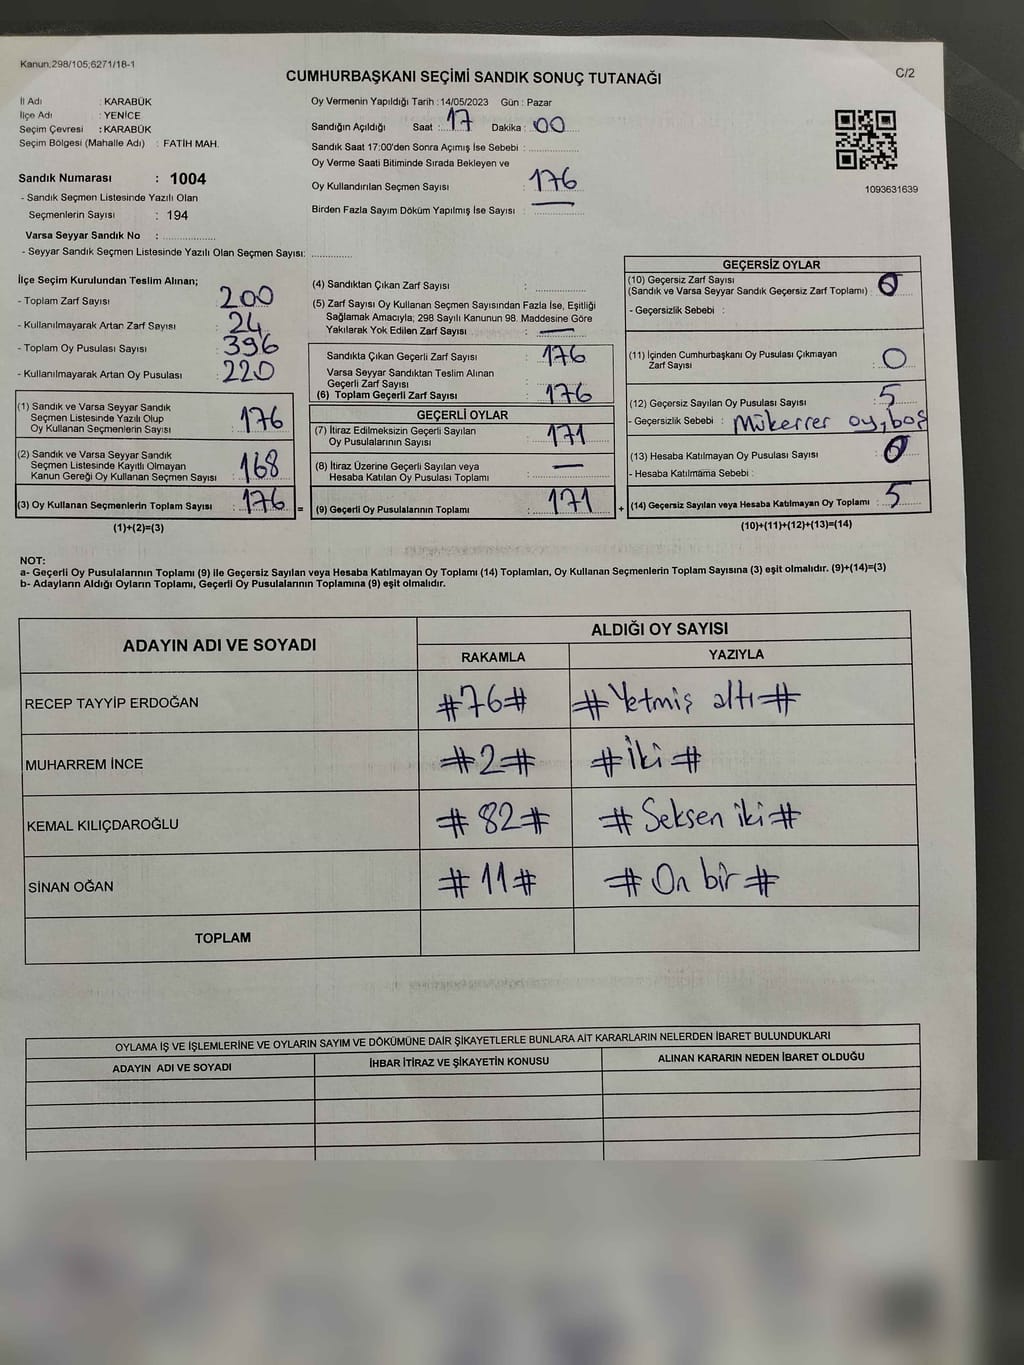 Kanun;298/105;6271/18-1
C/2
CUMHURBAŞKANI SEÇİMİ SANDIK SONUÇ TUTANAĞI
İl Adı : KARABÜK
İlçe Adı : YENİCE
Seçim Çevresi : KARABÜK
Seçim Bölgesi (Mahalle Adı) : FATİH MAH.
Sandık Numarası : 1004
- Sandık Seçmen Listesinde Yazılı Olan
Seçmenlerin Sayısı : 194
Varsa Seyyar Sandık No : ..................
- Seyyar Sandık Seçmen Listesinde Yazılı Olan Seçmen Sayısı: .............
Oy Vermenin Yapıldığı Tarih : 14/05/2023 Gün : Pazar
Sandığın Açıldığı Saat : 17 Dakika : 00
Sandık Saat 17:00'den Sonra Açımış İse Sebebi : ..................
Oy Verme Saati Bitiminde Sırada Bekleyen ve
Oy Kullandırılan Seçmen Sayısı : 176
Birden Fazla Sayım Döküm Yapılmış İse Sayısı : —
1093631639
İlçe Seçim Kurulundan Teslim Alınan;
- Toplam Zarf Sayısı : 200
- Kullanılmayarak Artan Zarf Sayısı : 24
- Toplam Oy Pusulası Sayısı : 396
- Kullanılmayarak Artan Oy Pusulası : 220
(1) Sandık ve Varsa Seyyar Sandık
Seçmen Listesinde Yazılı Olup
Oy Kullanan Seçmenlerin Sayısı : 176
(2) Sandık ve Varsa Seyyar Sandık
Seçmen Listesinde Kayıtlı Olmayan
Kanun Gereği Oy Kullanan Seçmen Sayısı : 168
(3) Oy Kullanan Seçmenlerin Toplam Sayısı : 176 =
(1)+(2)=(3)
(4) Sandıktan Çıkan Zarf Sayısı : .............
(5) Zarf Sayısı Oy Kullanan Seçmen Sayısından Fazla İse, Eşitliği
Sağlamak Amacıyla; 298 Sayılı Kanunun 98. Maddesine Göre
Yakılarak Yok Edilen Zarf Sayısı : —
Sandıkta Çıkan Geçerli Zarf Sayısı : 176
Varsa Seyyar Sandıktan Teslim Alınan
Geçerli Zarf Sayısı : .............
(6) Toplam Geçerli Zarf Sayısı : 176
GEÇERLİ OYLAR
(7) İtiraz Edilmeksizin Geçerli Sayılan
Oy Pusulalarının Sayısı : 171
(8) İtiraz Üzerine Geçerli Sayılan veya
Hesaba Katılan Oy Pusulası Toplamı : —
(9) Geçerli Oy Pusulalarının Toplamı : 171 +
GEÇERSİZ OYLAR
(10) Geçersiz Zarf Sayısı
(Sandık ve Varsa Seyyar Sandık Geçersiz Zarf Toplamı) : 0
- Geçersizlik Sebebi :
(11) İçinden Cumhurbaşkanı Oy Pusulası Çıkmayan
Zarf Sayısı : 0
(12) Geçersiz Sayılan Oy Pusulası Sayısı : 5
- Geçersizlik Sebebi : Mükerrer oy, boş
(13) Hesaba Katılmayan Oy Pusulası Sayısı : 0
- Hesaba Katılmama Sebebi :
(14) Geçersiz Sayılan veya Hesaba Katılmayan Oy Toplamı : 5
(10)+(11)+(12)+(13)=(14)
NOT:
a- Geçerli Oy Pusulalarının Toplamı (9) ile Geçersiz Sayılan veya Hesaba Katılmayan Oy Toplamı (14) Toplamları, Oy Kullanan Seçmenlerin Toplam Sayısına (3) eşit olmalıdır. (9)+(14)=(3)
b- Adayların Aldığı Oyların Toplamı, Geçerli Oy Pusulalarının Toplamına (9) eşit olmalıdır.
ADAYIN ADI VE SOYADI ALDIĞI OY SAYISI
RAKAMLA YAZIYLA
RECEP TAYYİP ERDOĞAN #76# #Yetmiş altı#
MUHARREM İNCE #2# #İki#
KEMAL KILIÇDAROĞLU #82# #Seksen iki#
SİNAN OĞAN #11# #On bir#
TOPLAM
OYLAMA İŞ VE İŞLEMLERİNE VE OYLARIN SAYIM VE DÖKÜMÜNE DAİR ŞİKAYETLERLE BUNLARA AİT KARARLARIN NELERDEN İBARET BULUNDUKLARI
ADAYIN ADI VE SOYADI İHBAR İTİRAZ VE ŞİKAYETİN KONUSU ALINAN KARARIN NEDEN İBARET OLDUĞU